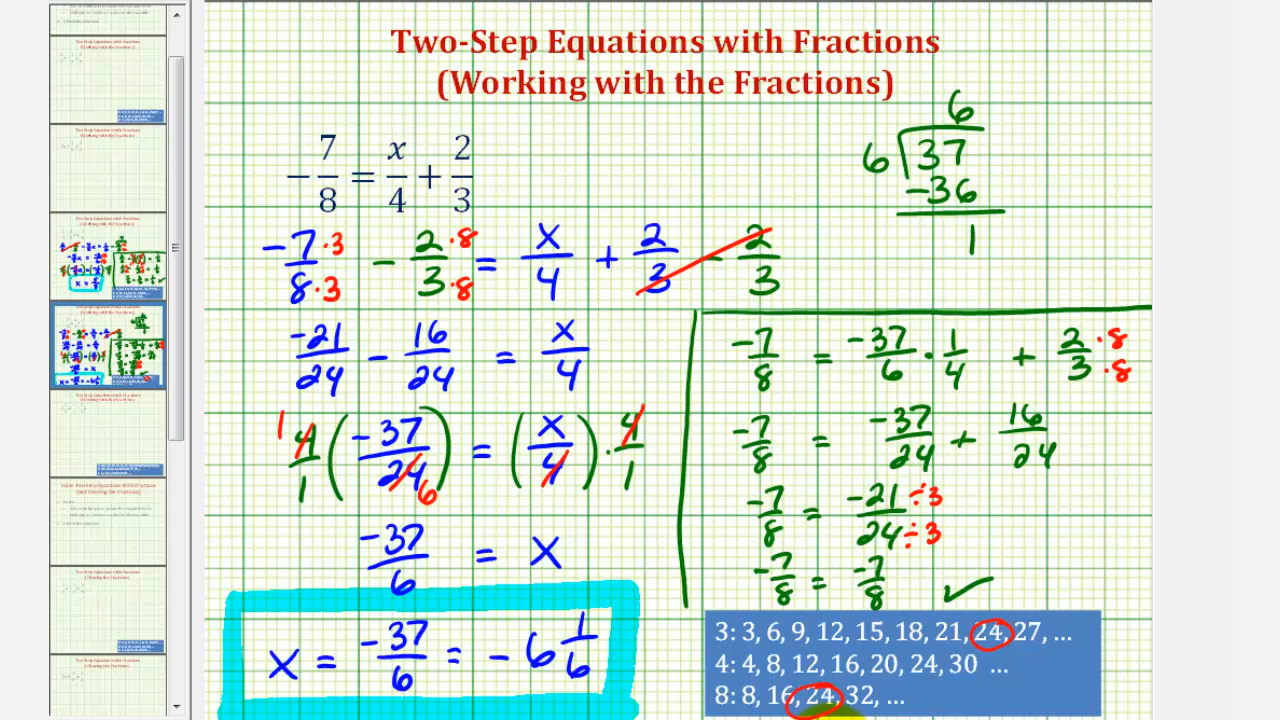 Two-Step Equations with Fractions
(Working with the Fractions)
−7/8 = x/4 + 2/3
-7·3/8·3 − 2·8/3·8 = x/4 + 2/3 − 2/3
-21/24 − 16/24 = x/4
1 4/1 (-37/24 6) = (x/4) · 4/1
-37/6 = x
x = -37/6 = -6 1/6
6
6 37
-36
1
-7/8 = -37/6 · 1/4 + 2·8/3·8
-7/8 = -37/24 + 16/24
-7/8 = -21÷3/24÷3
-7/8 = -7/8 ✓
3: 3, 6, 9, 12, 15, 18, 21, 24, 27, ...
4: 4, 8, 12, 16, 20, 24, 30 ...
8: 8, 16, 24, 32, ...